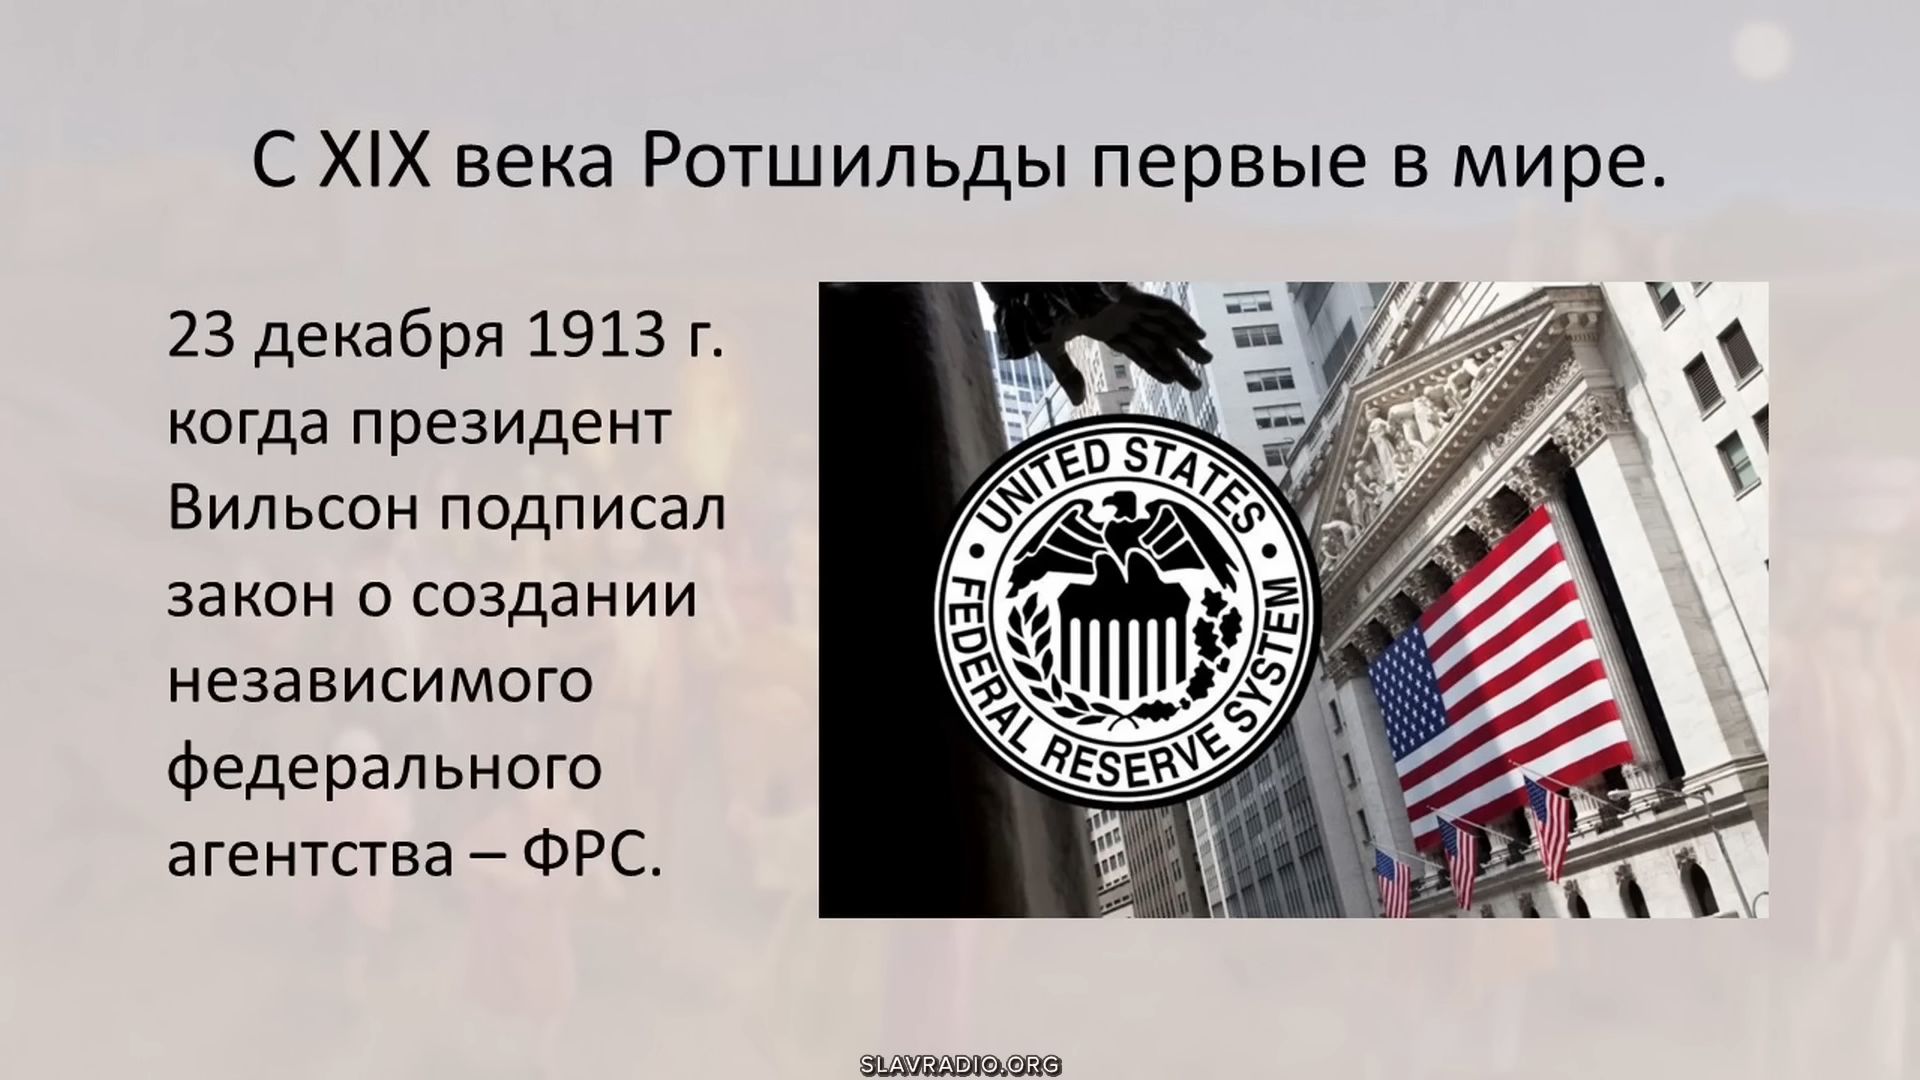 С XIX века Ротшильды первые в мире.
23 декабря 1913 г.
когда президент
Вильсон подписал
закон о создании
независимого
федерального
агентства – ФРС.
UNITED STATES
FEDERAL RESERVE SYSTEM
SLAVRADIO.ORG